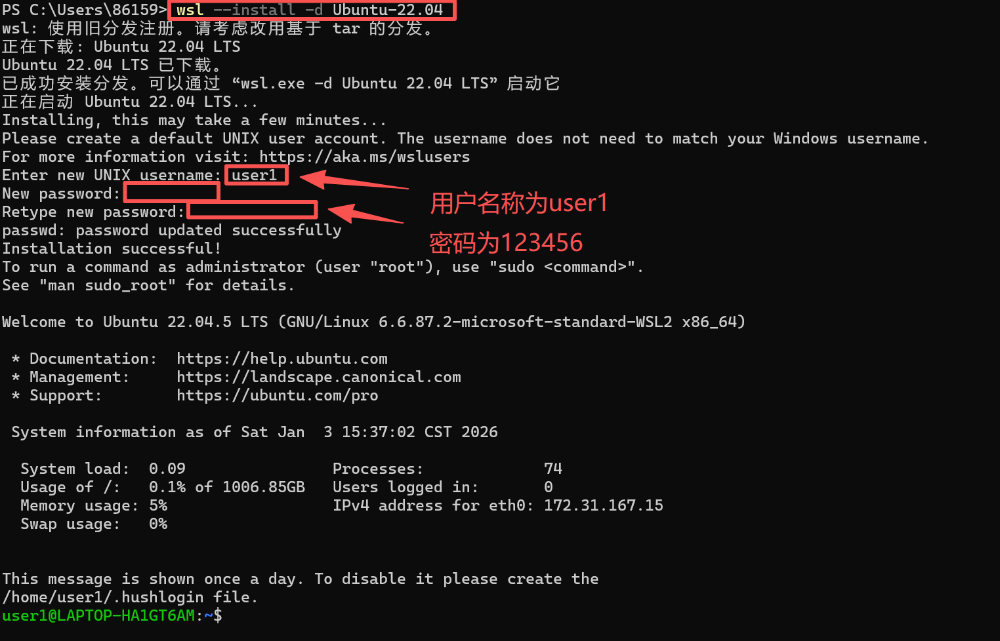 PS C:\Users\86159> wsl --install -d Ubuntu-22.04
wsl: 使用旧分发注册。请考虑改用基于 tar 的分发。
正在下载: Ubuntu 22.04 LTS
Ubuntu 22.04 LTS 已下载。
已成功安装分发。可以通过 “wsl.exe -d Ubuntu 22.04 LTS” 启动它
正在启动 Ubuntu 22.04 LTS...
Installing, this may take a few minutes...
Please create a default UNIX user account. The username does not need to match your Windows username.
For more information visit: https://aka.ms/wslusers
Enter new UNIX username: user1
New password:
用户名称为user1
Retype new password:
passwd: password updated successfully
密码为123456
Installation successful!
To run a command as administrator (user "root"), use "sudo <command>".
See "man sudo_root" for details.
Welcome to Ubuntu 22.04.5 LTS (GNU/Linux 6.6.87.2-microsoft-standard-WSL2 x86_64)
* Documentation:  https://help.ubuntu.com
* Management:     https://landscape.canonical.com
* Support:        https://ubuntu.com/pro
System information as of Sat Jan  3 15:37:02 CST 2026
System load:  0.09                Processes:             74
Usage of /:   0.1% of 1006.85GB   Users logged in:       0
Memory usage: 5%                  IPv4 address for eth0: 172.31.167.15
Swap usage:   0%
This message is shown once a day. To disable it please create the
/home/user1/.hushlogin file.
user1@LAPTOP-HA1GT6AM:~$